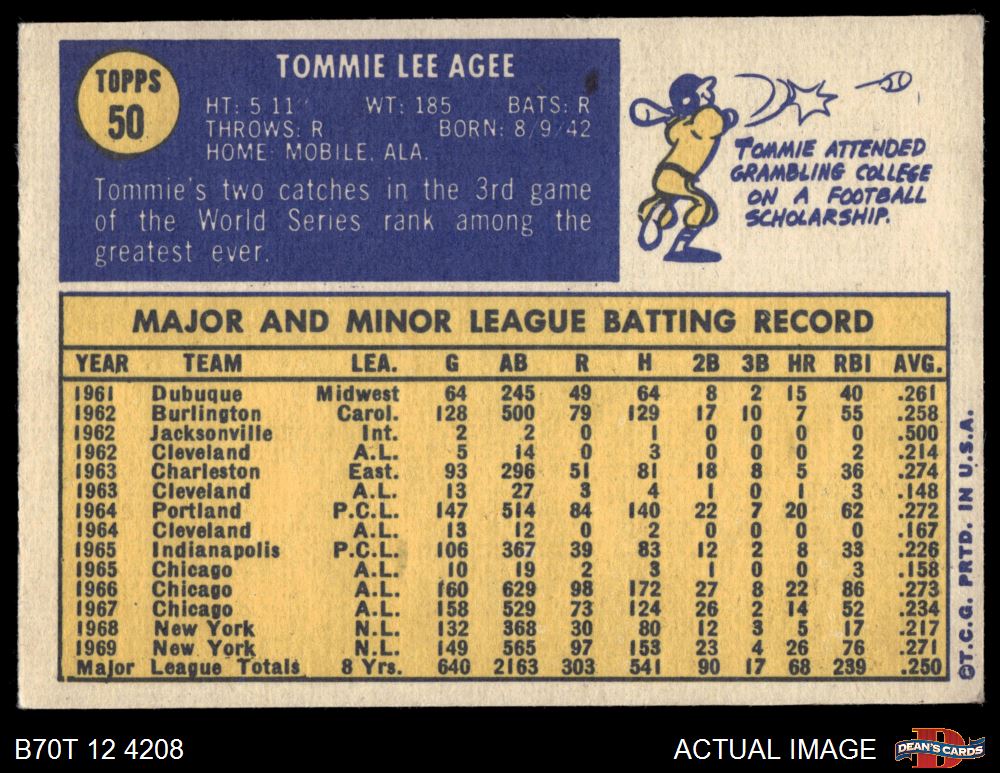 TOPPS
50
TOMMIE LEE AGEE
HT: 5 11" WT: 185 BATS: R
THROWS: R BORN: 8/9/42
HOME: MOBILE, ALA.
Tommie's two catches in the 3rd game
of the World Series rank among the
greatest ever.
TOMMIE ATTENDED
GRAMBLING COLLEGE
ON A FOOTBALL
SCHOLARSHIP.
MAJOR AND MINOR LEAGUE BATTING RECORD
YEAR TEAM LEA. G AB R H 2B 3B HR RBI AVG.
1961 Dubuque Midwest 64 245 49 64 8 2 15 40 .261
1962 Burlington Carol. 128 500 79 129 17 10 7 55 .258
1962 Jacksonville Int. 2 2 0 1 0 0 0 0 .500
1962 Cleveland A.L. 5 14 0 3 0 0 0 2 .214
1963 Charleston East. 93 296 51 81 18 8 5 36 .274
1963 Cleveland A.L. 13 27 3 4 1 0 1 3 .148
1964 Portland P.C.L. 147 514 84 140 22 7 20 62 .272
1964 Cleveland A.L. 13 12 0 2 0 0 0 0 .167
1965 Indianapolis P.C.L. 106 367 39 83 12 2 8 33 .226
1965 Chicago A.L. 10 19 2 3 1 0 0 3 .158
1966 Chicago A.L. 160 629 98 172 27 8 22 86 .273
1967 Chicago A.L. 158 529 73 124 26 2 14 52 .234
1968 New York N.L. 132 368 30 80 12 3 5 17 .217
1969 New York N.L. 149 565 97 153 23 4 26 76 .271
Major League Totals 8 Yrs. 640 2163 303 541 90 17 68 239 .250
©T.C.G. PRTD. IN U.S.A.
B70T 12 4208
ACTUAL IMAGE
D
DEAN'S CARDS